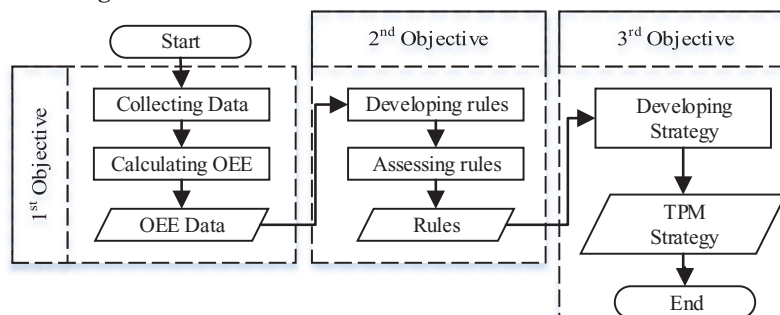 Start
1st Objective
Collecting Data
Calculating OEE
OEE Data
2nd Objective
Developing rules
Assessing rules
Rules
3rd Objective
Developing
Strategy
TPM
Strategy
End